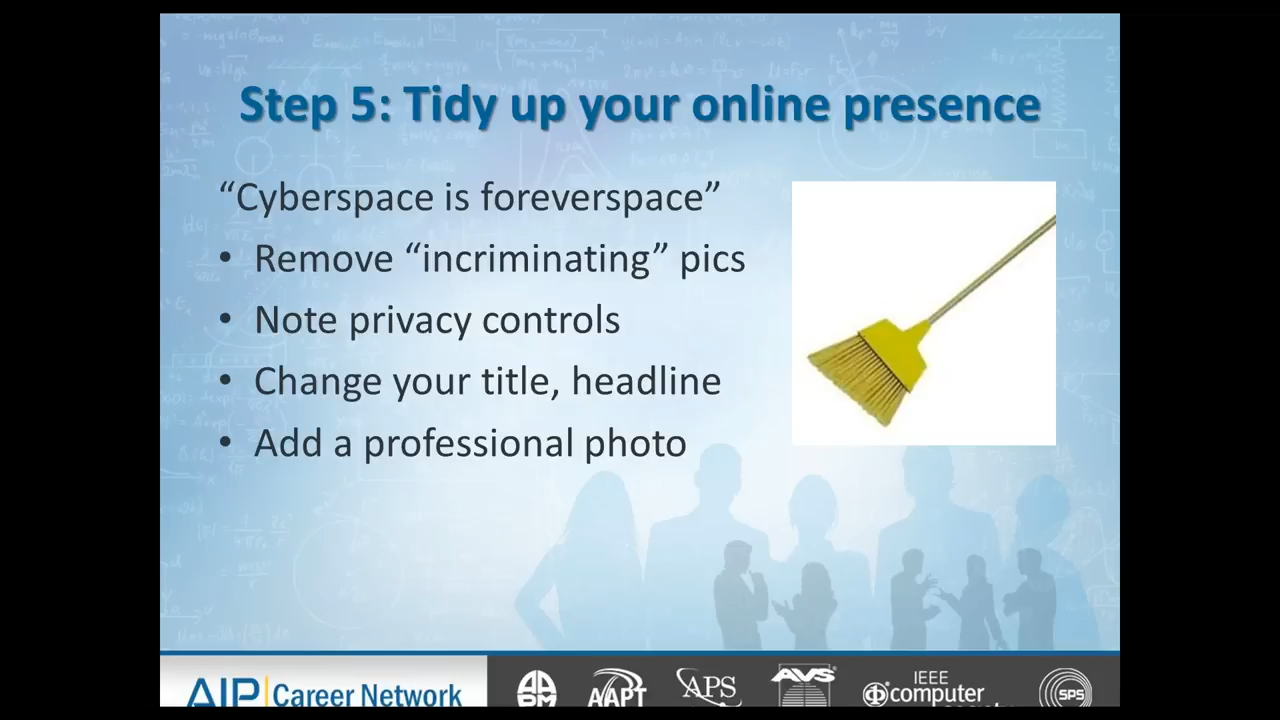 Step 5: Tidy up your online presence
“Cyberspace is foreverspace”
• Remove “incriminating” pics
• Note privacy controls
• Change your title, headline
• Add a professional photo
AIP Career Network
AAPT
APS
AVS
IEEE
computer
society
SPS